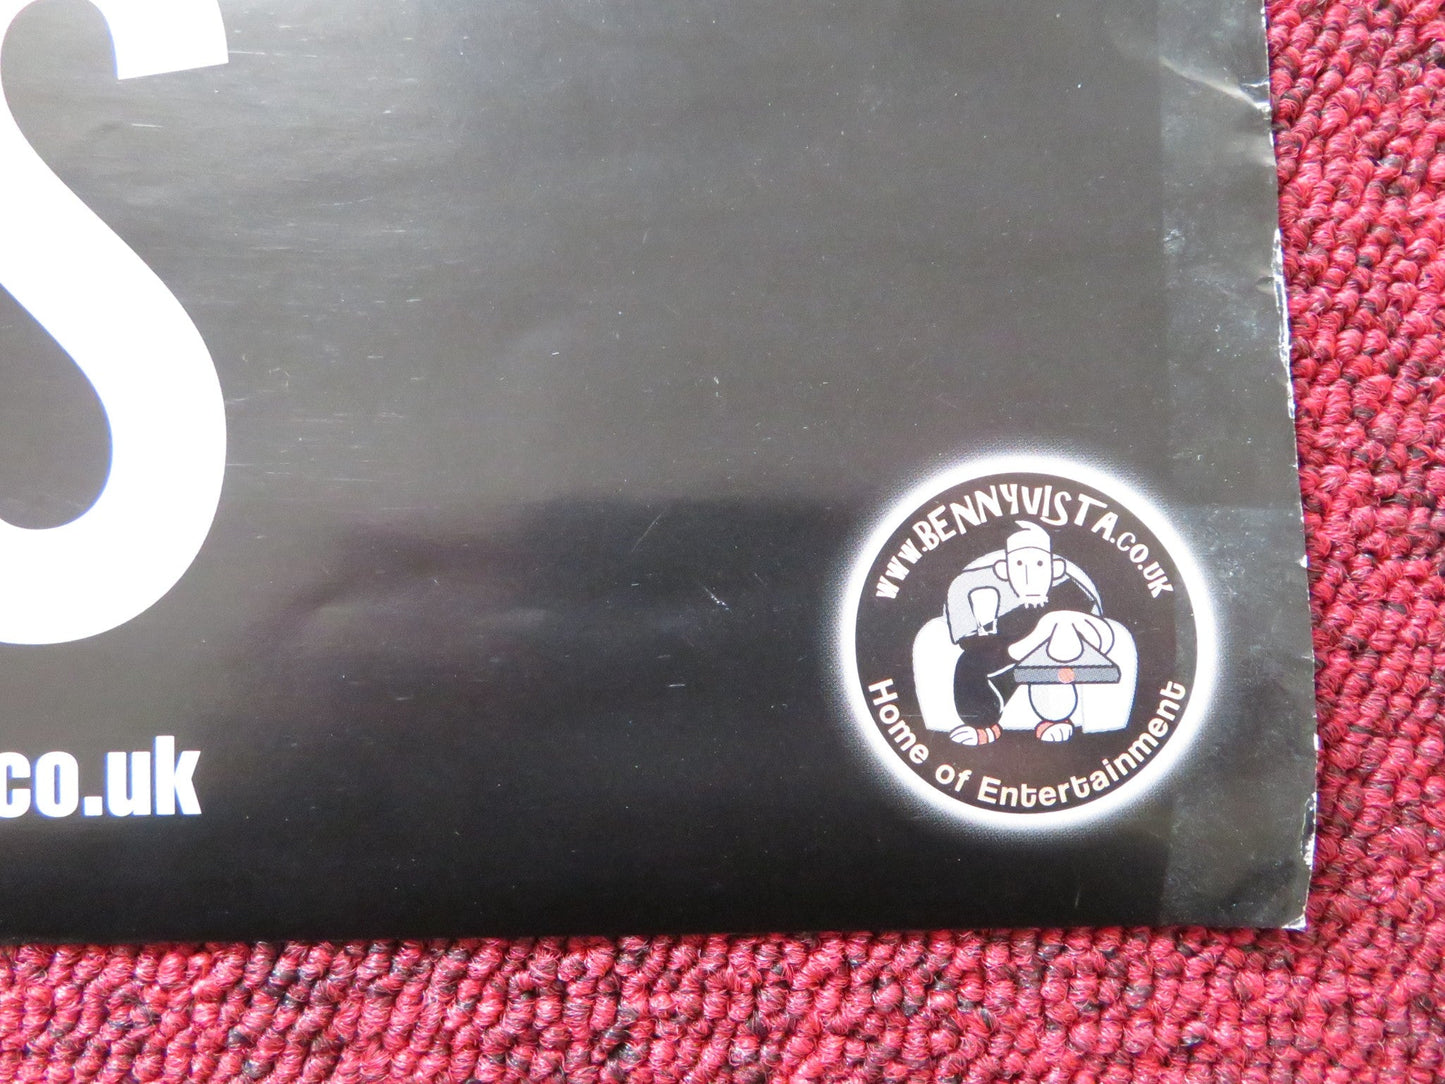 S
co.uk
www.BENNYVISTA.co.uk
Home of Entertainment